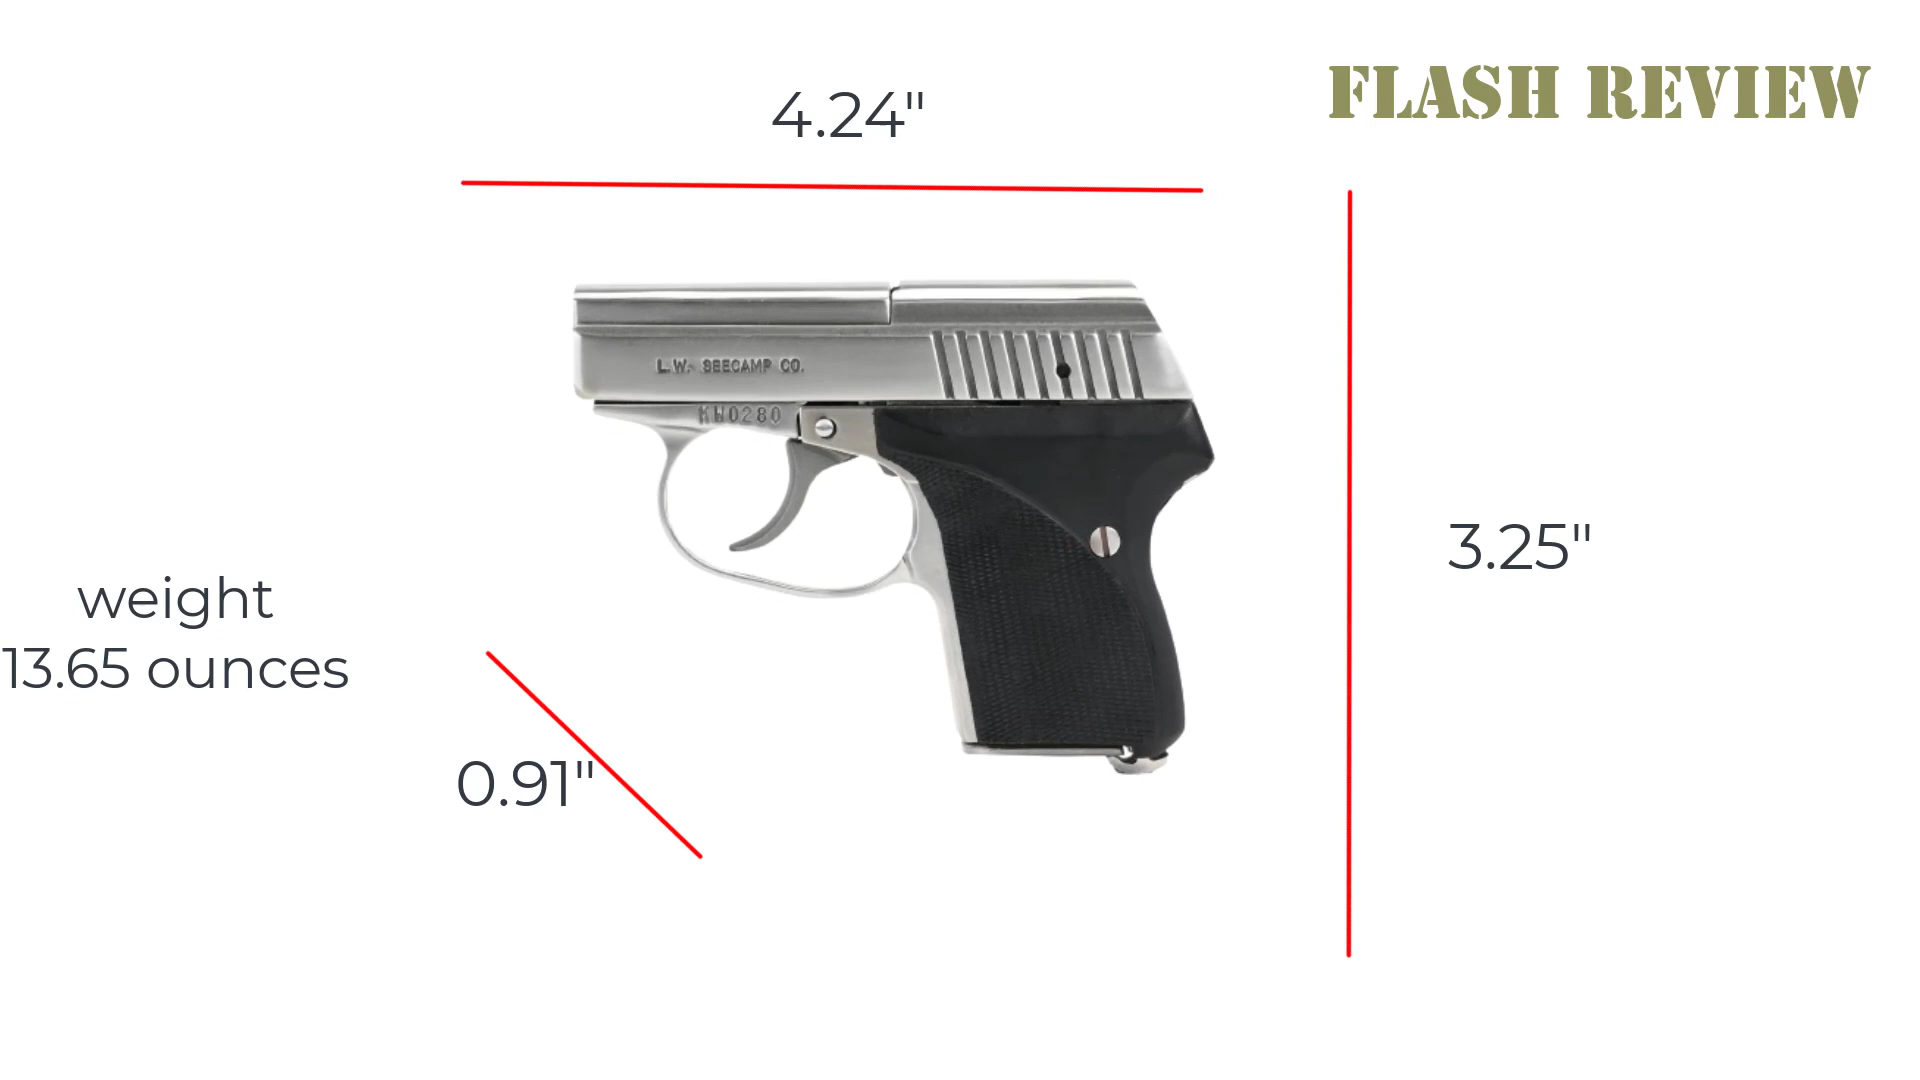 FLASH REVIEW
4.24"
L.W. SEECAMP CO.
KW0280
3.25"
weight
13.65 ounces
0.91"